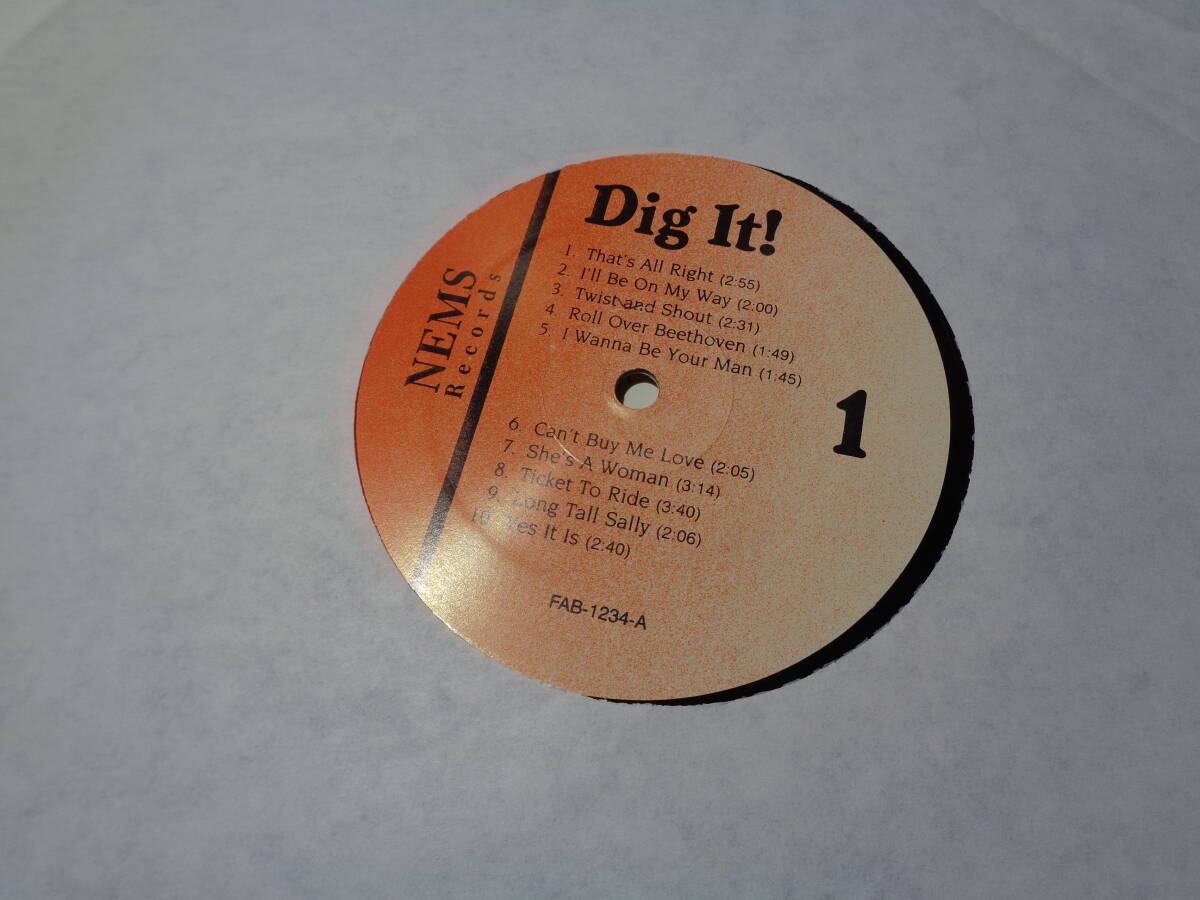 NEMS
Records
Dig It!
1. That's All Right (2:55)
2. I'll Be On My Way (2:00)
3. Twist and Shout (2:31)
4. Roll Over Beethoven (1:49)
5. I Wanna Be Your Man (1:45)
1
6. Can't Buy Me Love (2:05)
7. She's A Woman (3:14)
8. Ticket To Ride (3:40)
9. Long Tall Sally (2:06)
10. Yes It Is (2:40)
FAB-1234-A